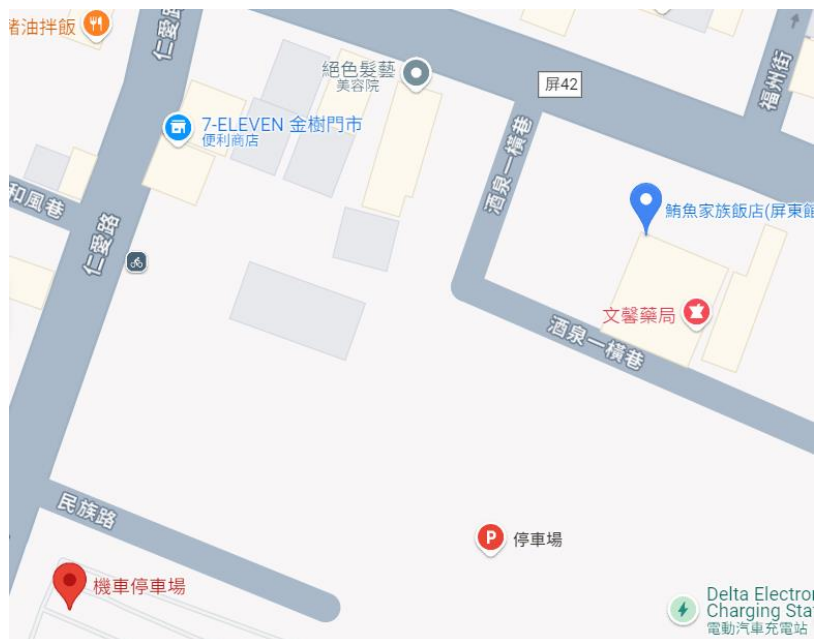 豬油拌飯
仁愛路
絕色髮藝
美容院
屏42
福州街
7-ELEVEN 金樹門市
便利商店
酒泉一橫巷
和風巷
仁愛路
鮪魚家族飯店(屏東館
文馨藥局
酒泉一橫巷
民族路
P
停車場
機車停車場
Delta Electron
Charging Stat
電動汽車充電站